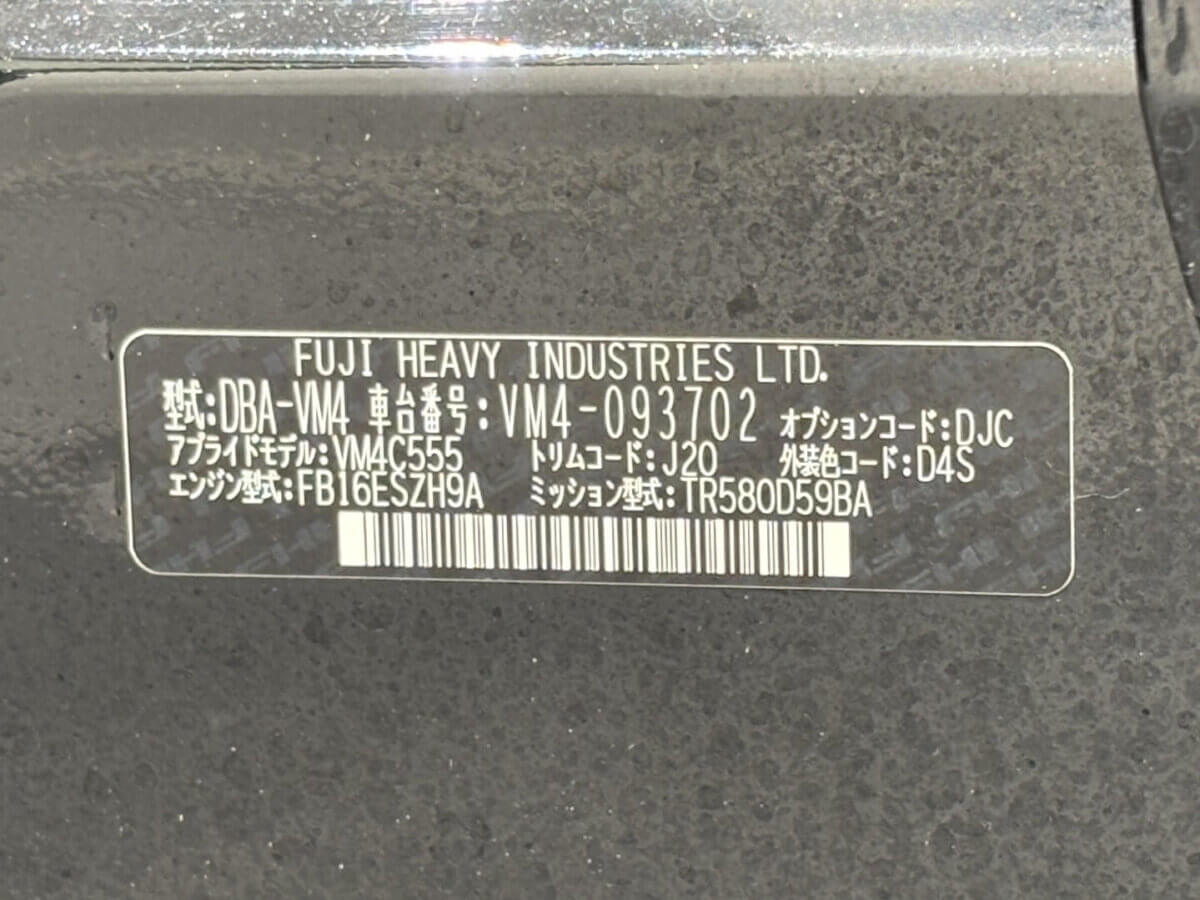 FUJI HEAVY INDUSTRIES LTD.
型式:DBA-VM4 車台番号:VM4-093702 オプションコード:DJC
アプライドモデル:VM4C555 トリムコード:J20 外装色コード:D4S
エンジン型式:FB16ESZH9A ミッション型式:TR580D59BA